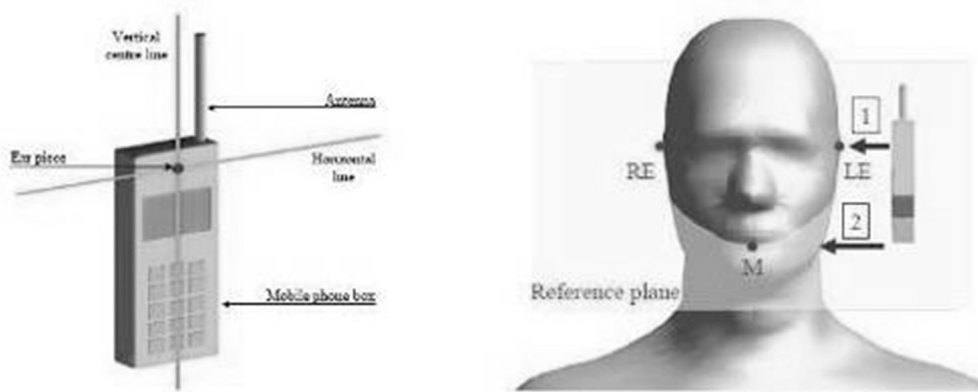 Vertical
centre line
Antenna
Ear piece
Horizontal
line
Mobile phone box
1
RE
LE
2
M
Reference plane